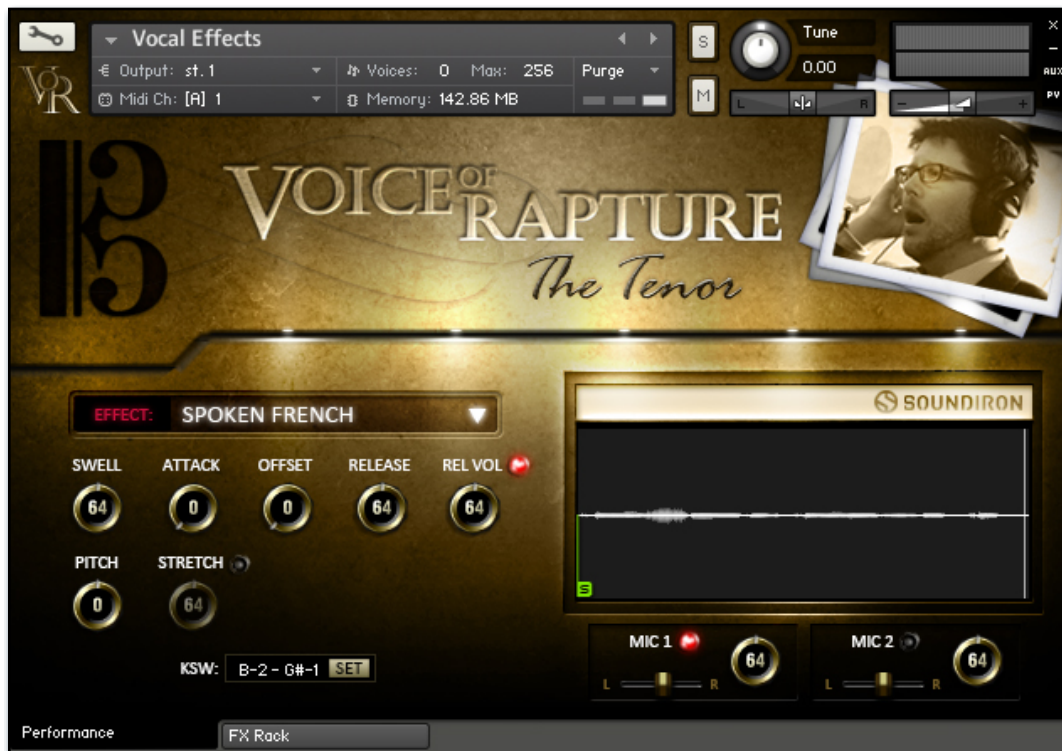 Vocal Effects
Output: st. 1
Voices: 0 Max: 256
Purge
Midi Ch: [A] 1
Memory: 142.86 MB
S
M
Tune
0.00
L R
- +
×
-
AUX
PV
VOR
VOICE OF RAPTURE
The Tenor
EFFECT: SPOKEN FRENCH
SWELL ATTACK OFFSET RELEASE REL VOL
64 0 0 64 64
PITCH STRETCH
0 64
KSW: B-2 - G#-1 SET
SOUNDIRON
S
MIC 1 64
L R
MIC 2 64
L R
Performance
FX Rack